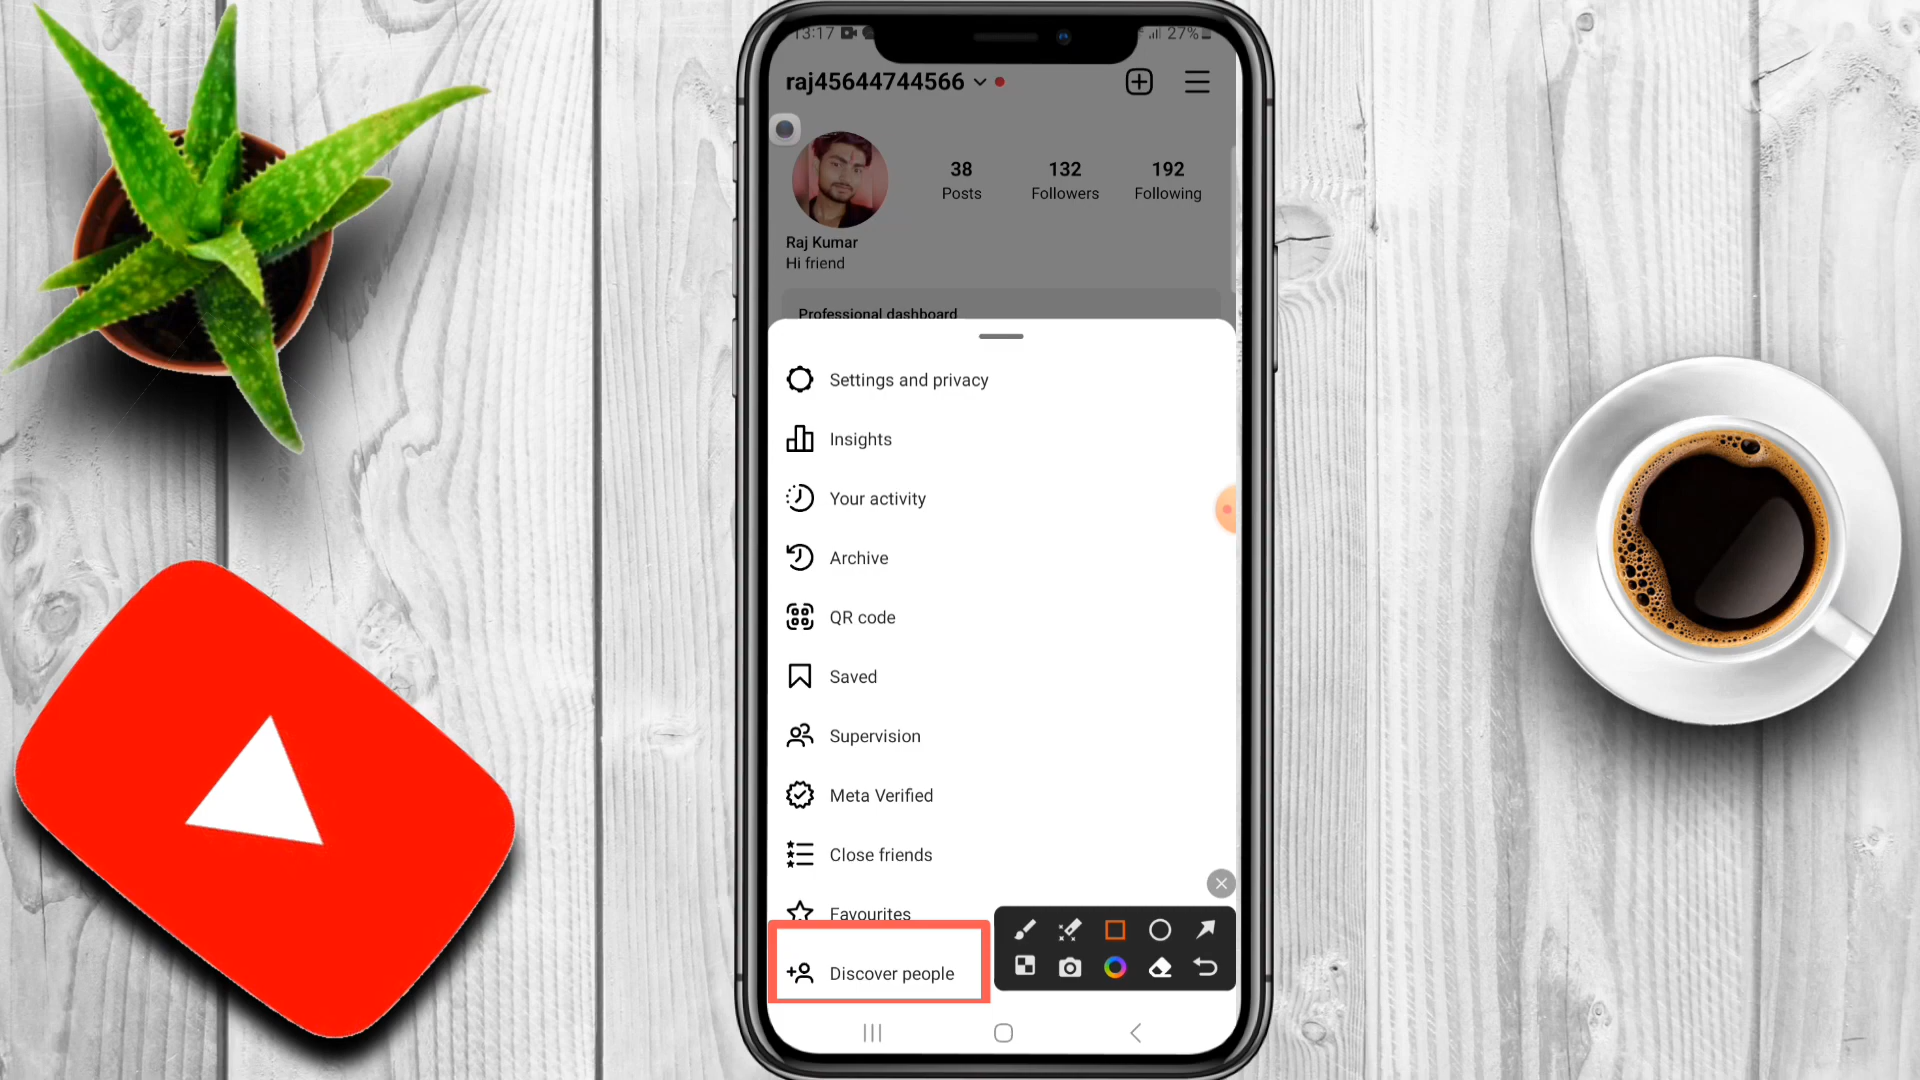 13:17 27%
raj45644744566
38 132 192
Posts Followers Following
Raj Kumar
Hi friend
Professional dashboard
Settings and privacy
Insights
Your activity
Archive
QR code
Saved
Supervision
Meta Verified
Close friends
Favourites
Discover people